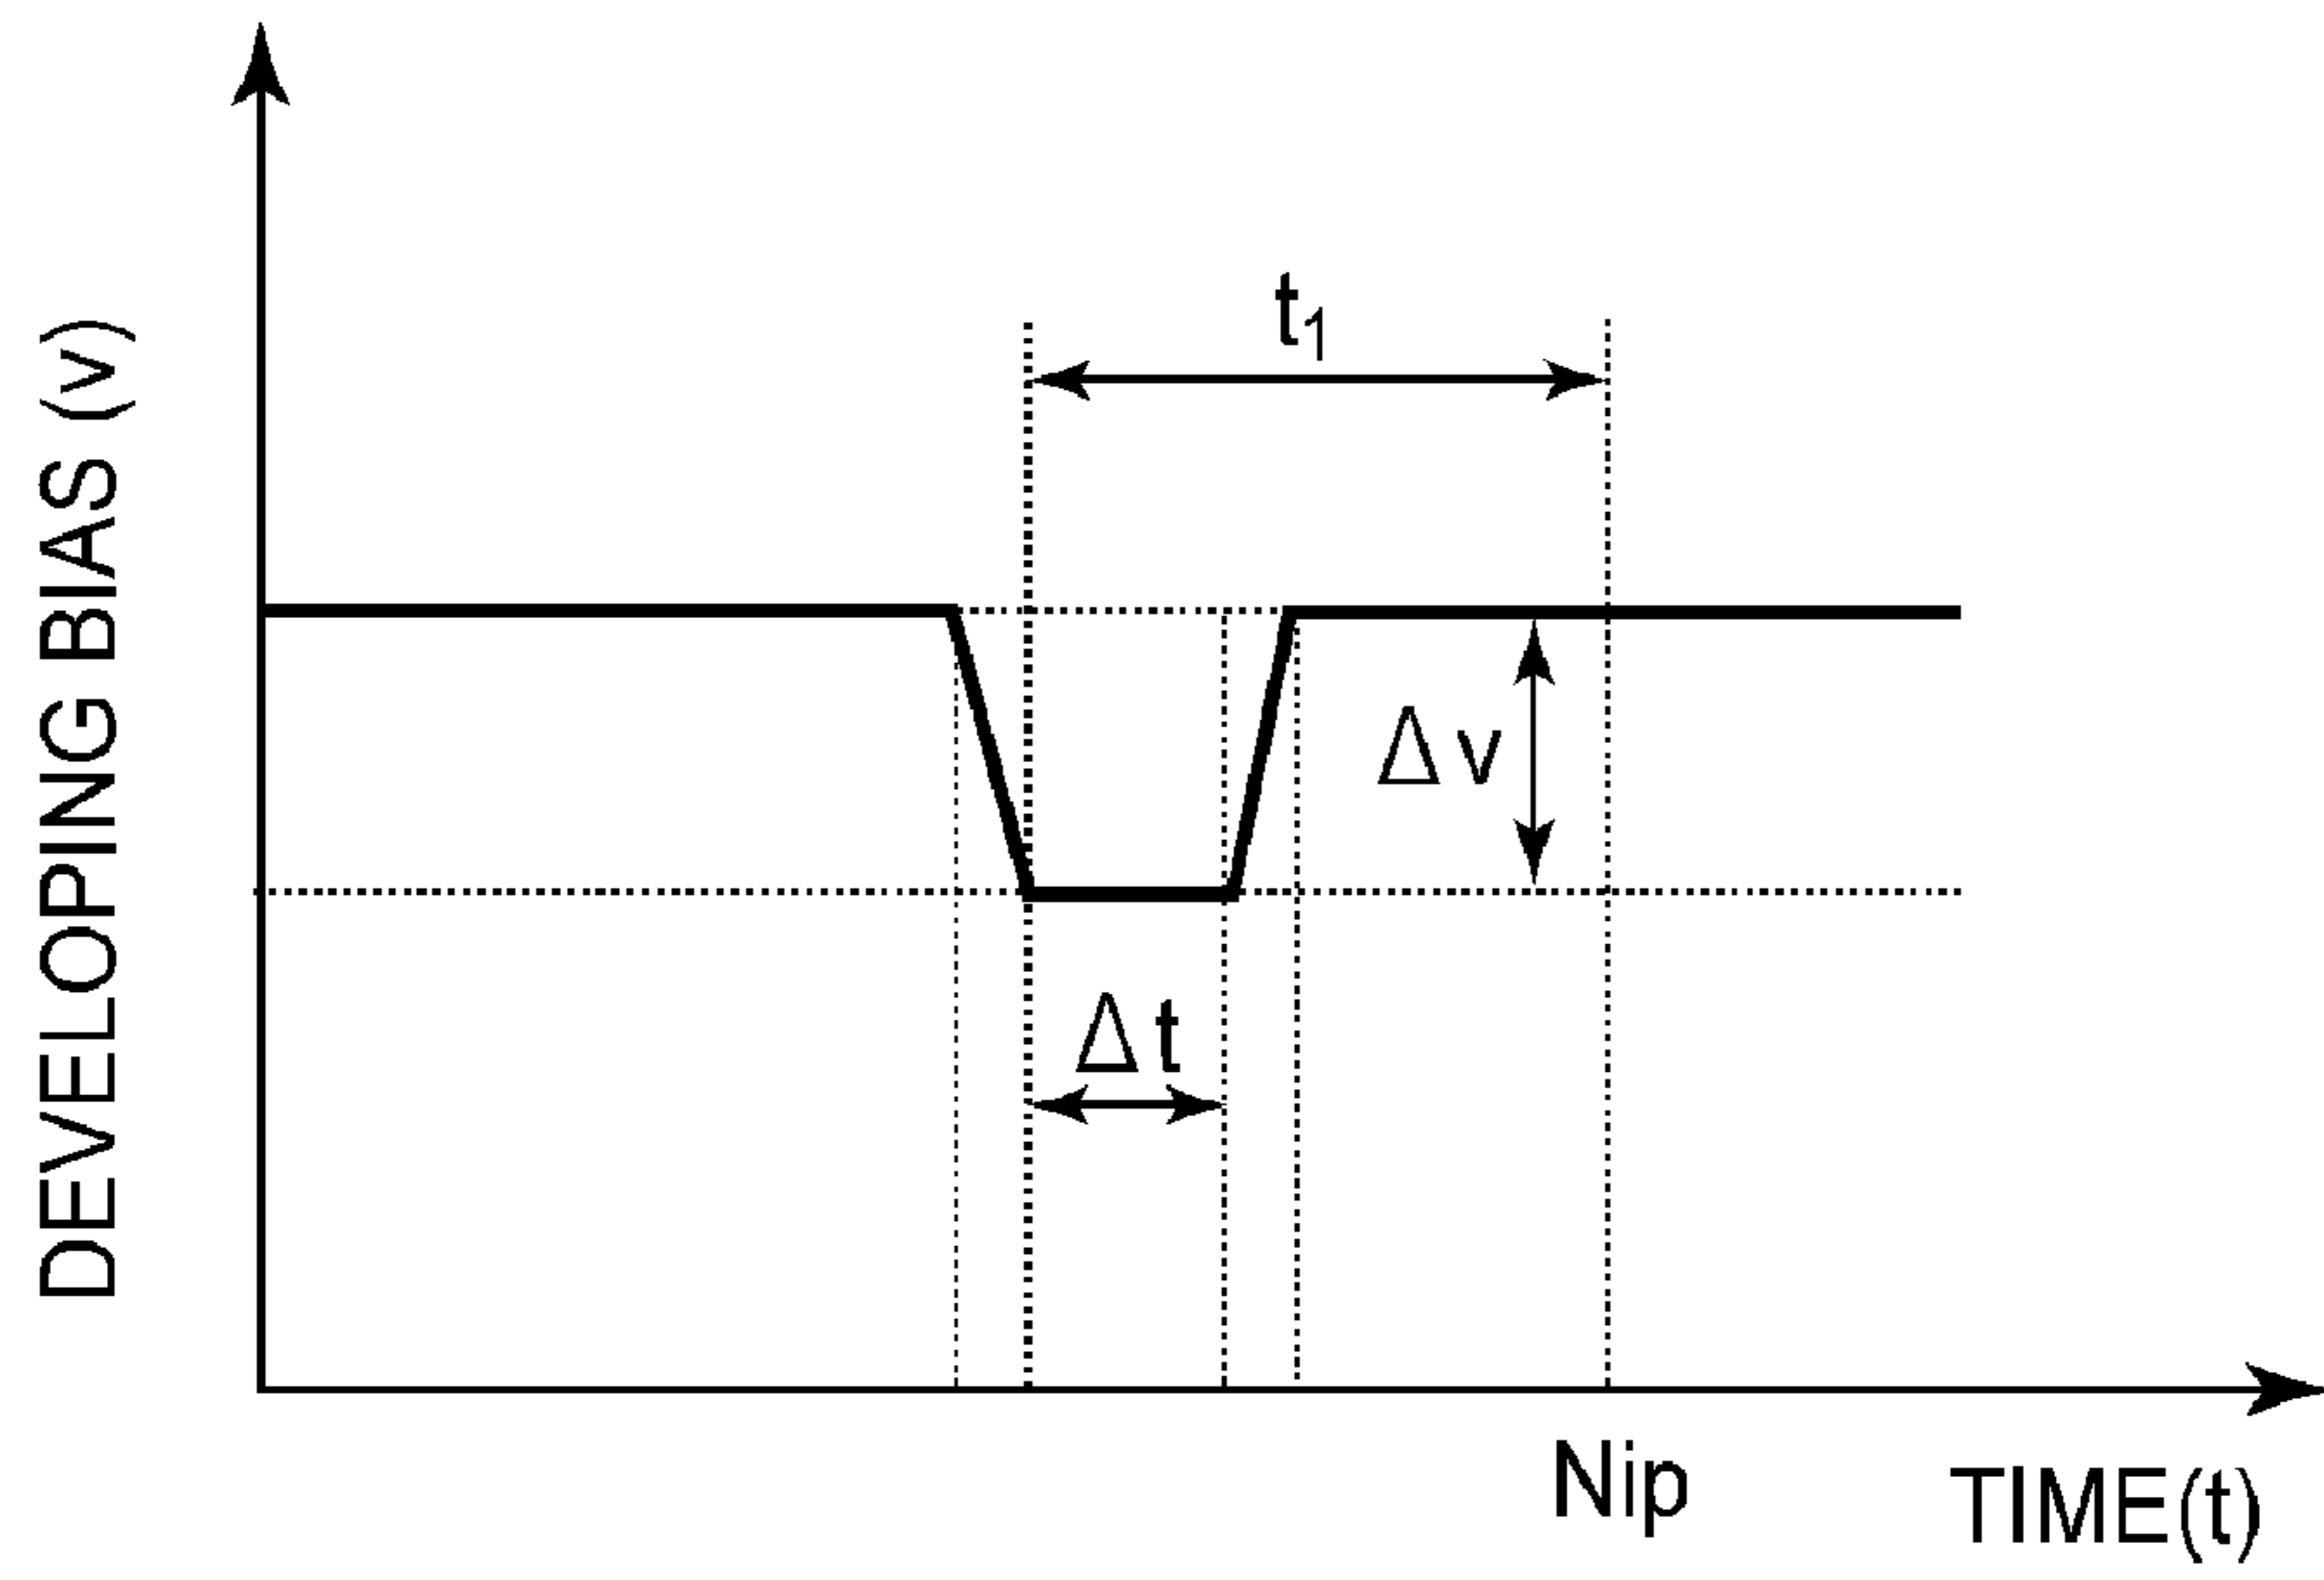 DEVELOPING BIAS (v)
t1
Δv
Δt
Nip
TIME(t)